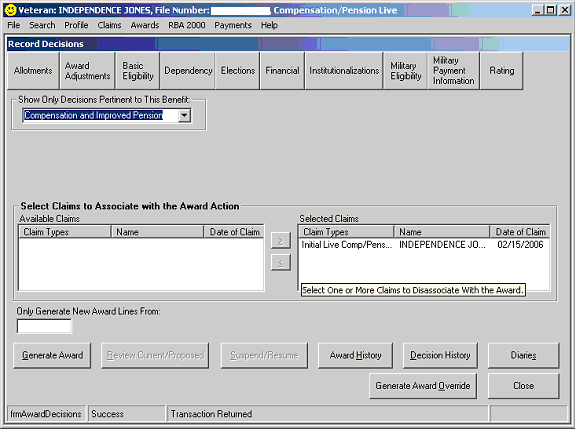 Veteran: INDEPENDENCE JONES, File Number: , Compensation/Pension Live
File Search Profile Claims Awards RBA 2000 Payments Help
Record Decisions
Allotments
Award Adjustments
Basic Eligibility
Dependency
Elections
Financial
Institutionalizations
Military Eligibility
Military Payment Information
Rating
Show Only Decisions Pertinent to This Benefit:
Compensation and Improved Pension
Select Claims to Associate with the Award Action
Available Claims
Claim Types Name Date of Claim
>
<
Selected Claims
Claim Types Name Date of Claim
Initial Live Comp/Pens... INDEPENDENCE JO... 02/15/2006
Select One or More Claims to Disassociate With the Award.
Only Generate New Award Lines From:
Generate Award
Review Current/Proposed
Suspend/Resume
Award History
Decision History
Diaries
Generate Award Override
Close
frmAwardDecisions Success Transaction Returned